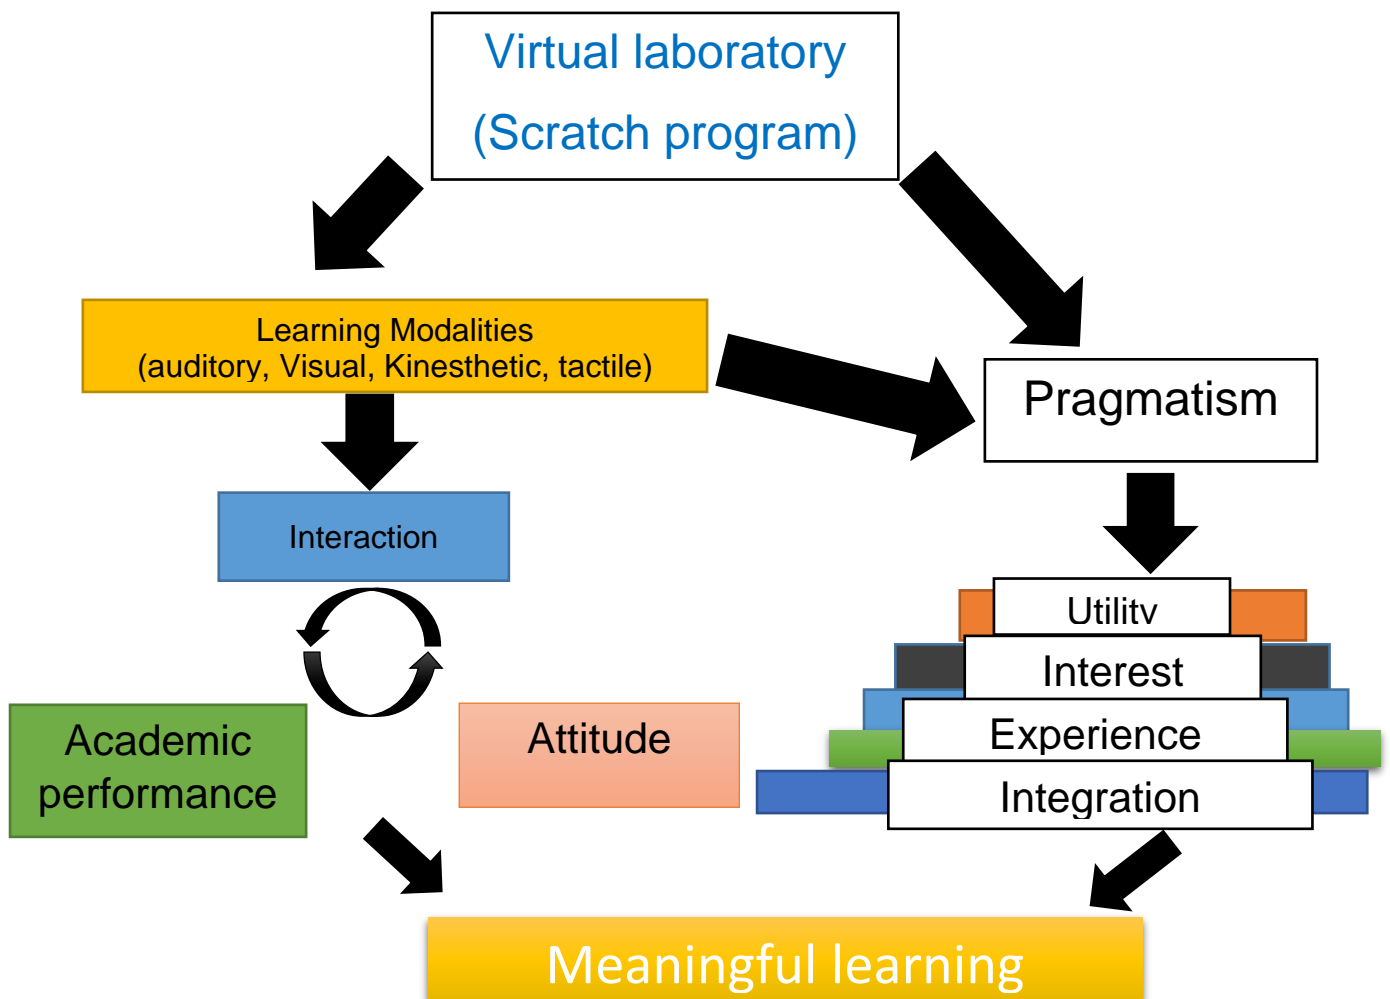 Virtual laboratory
(Scratch program)
Learning Modalities
(auditory, Visual, Kinesthetic, tactile)
Pragmatism
Interaction
Utility
Interest
Experience
Integration
Academic
performance
Attitude
Meaningful learning